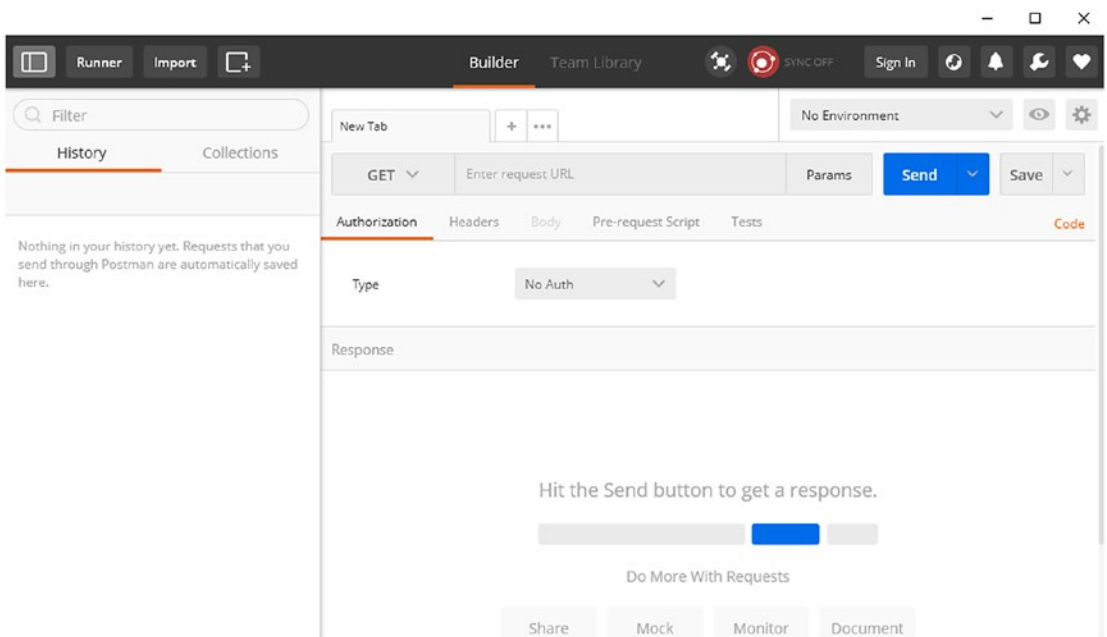 Runner Import Builder Team Library SYNC OFF Sign In
Filter
History Collections
Nothing in your history yet. Requests that you
send through Postman are automatically saved
here.
New Tab + ••• No Environment
GET Enter request URL Params Send Save
Authorization Headers Body Pre-request Script Tests Code
Type No Auth
Response
Hit the Send button to get a response.
Do More With Requests
Share Mock Monitor Document